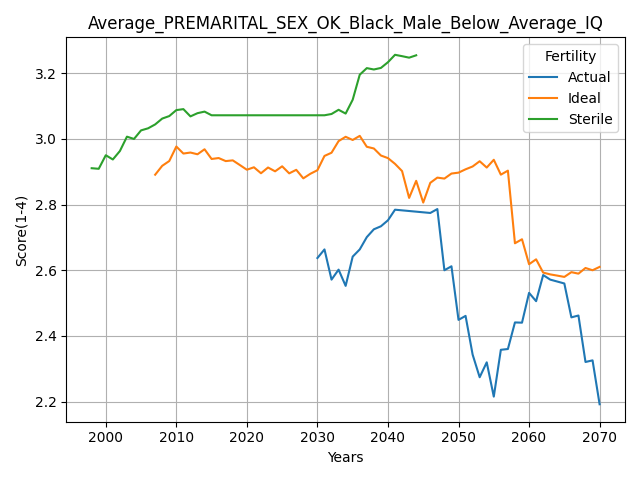 Average_PREMARITAL_SEX_OK_Black_Male_Below_Average_IQ
Fertility
Actual
Ideal
Sterile
Score(1-4)
3.2
3.0
2.8
2.6
2.4
2.2
2000 2010 2020 2030 2040 2050 2060 2070
Years